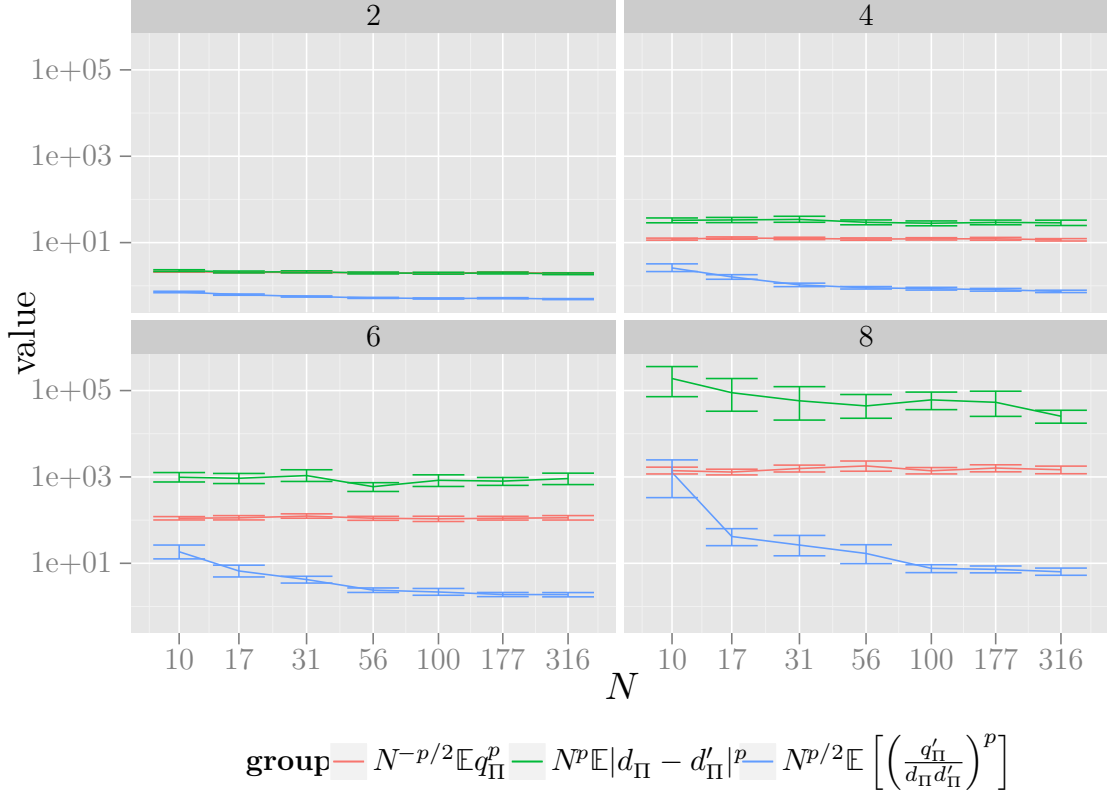 2 4
1e+05
1e+03
1e+01
value
6 8
1e+05
1e+03
1e+01
10 17 31 56 100 177 316 10 17 31 56 100 177 316
N
group N^{-p/2}𝔼q_Π^p N^p𝔼|d_Π − d′_Π|^p N^{p/2}𝔼[(q′_Π/(d_Πd′_Π))^p]